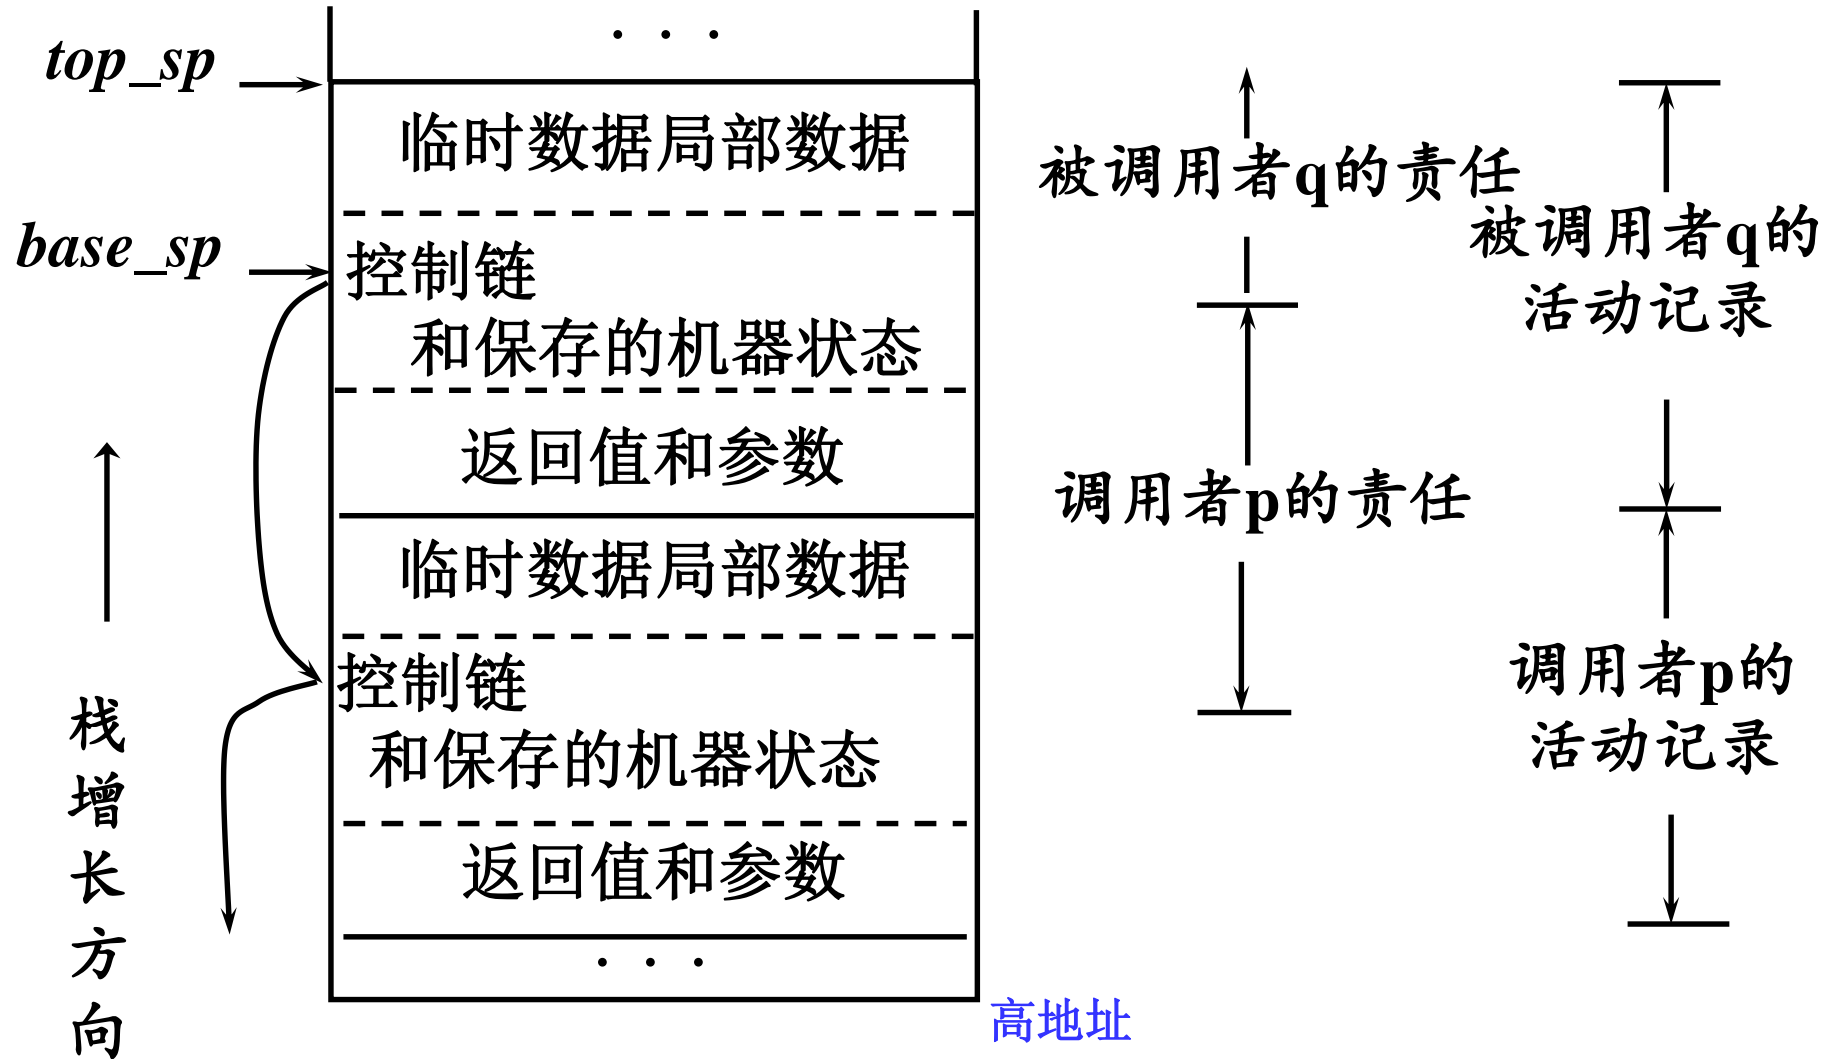 . . .
top_sp
临时数据局部数据
base_sp
控制链
和保存的机器状态
返回值和参数
临时数据局部数据
控制链
和保存的机器状态
返回值和参数
. . .
栈增长方向
高地址
被调用者q的责任
调用者p的责任
被调用者q的
活动记录
调用者p的
活动记录